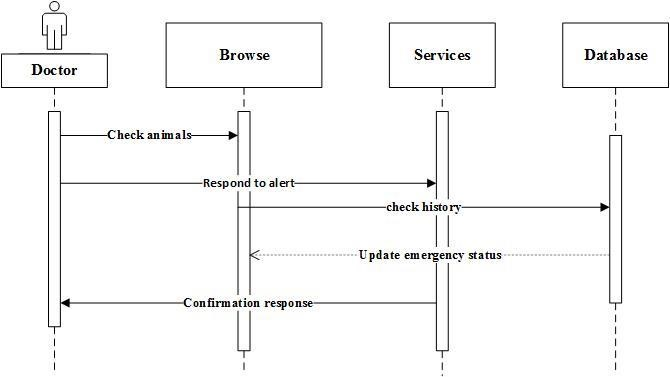 Doctor
Browse
Services
Database
Check animals
Respond to alert
check history
Update emergency status
Confirmation response